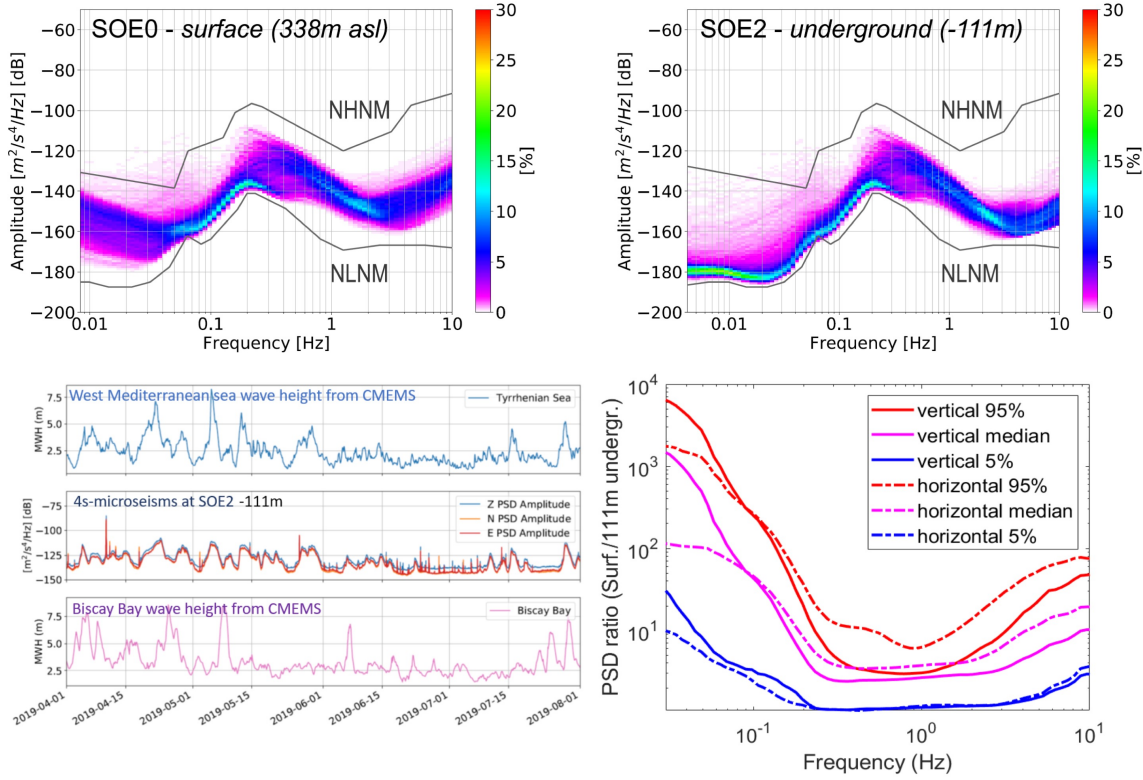 SOE0 - surface (338m asl)
NHNM
NLNM
Amplitude [m²/s⁴/Hz] [dB]
−60
−80
−100
−120
−140
−160
−180
−200
0.01
0.1
1
10
Frequency [Hz]
30
25
20
15
10
5
0
[%]
SOE2 - underground (-111m)
NHNM
NLNM
Amplitude [m²/s⁴/Hz] [dB]
−60
−80
−100
−120
−140
−160
−180
−200
0.01
0.1
1
10
Frequency [Hz]
30
25
20
15
10
5
0
[%]
West Mediterranean sea wave height from CMEMS
Tyrrhenian Sea
MWH (m)
7.5
5.0
2.5
4s-microseisms at SOE2 -111m
Z PSD Amplitude
N PSD Amplitude
E PSD Amplitude
[m²/s⁴/Hz] [dB]
−75
−100
−125
−150
Biscay Bay wave height from CMEMS
Biscay Bay
MWH (m)
7.5
5.0
2.5
2019-04-01
2019-04-15
2019-05-01
2019-05-15
2019-06-01
2019-06-15
2019-07-01
2019-07-15
2019-08-01
PSD ratio (Surf./111m undergr.)
10⁴
10³
10²
10¹
vertical 95%
vertical median
vertical 5%
horizontal 95%
horizontal median
horizontal 5%
10⁻¹
10⁰
10¹
Frequency (Hz)